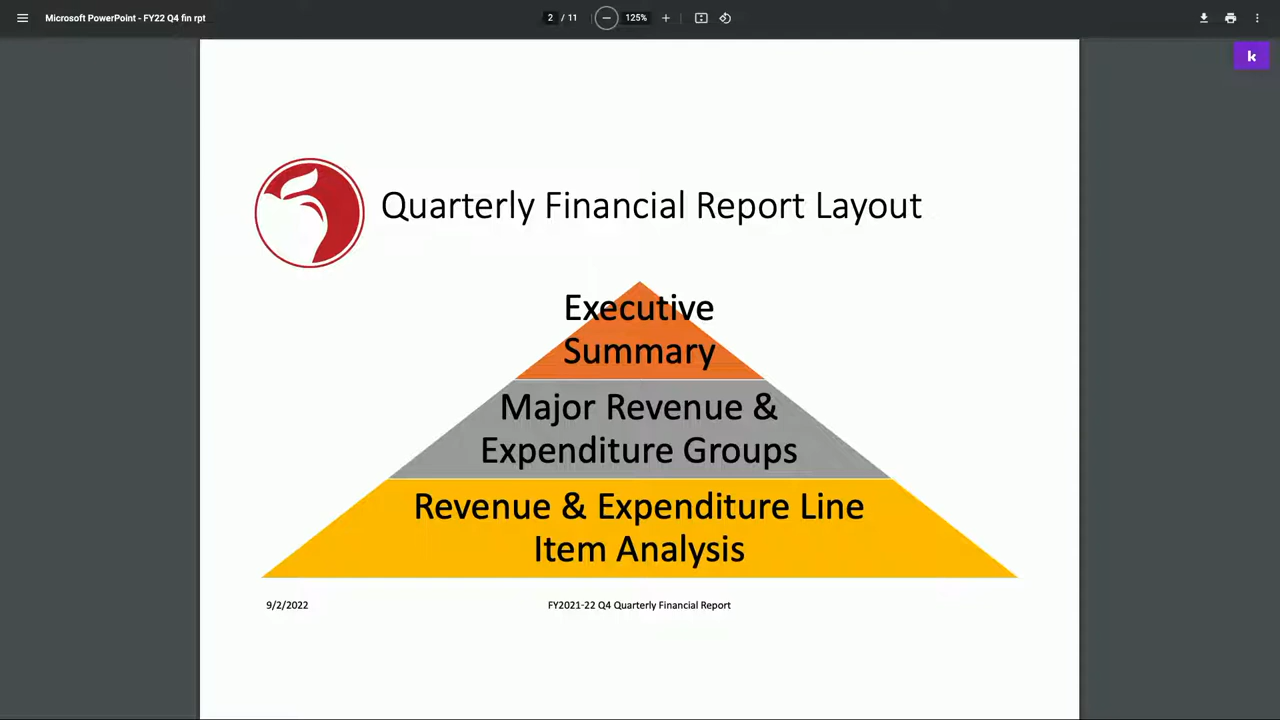 Microsoft PowerPoint - FY22 Q4 fin rpt
2 / 11
125%
k
Quarterly Financial Report Layout
Executive
Summary
Major Revenue &
Expenditure Groups
Revenue & Expenditure Line
Item Analysis
9/2/2022
FY2021-22 Q4 Quarterly Financial Report